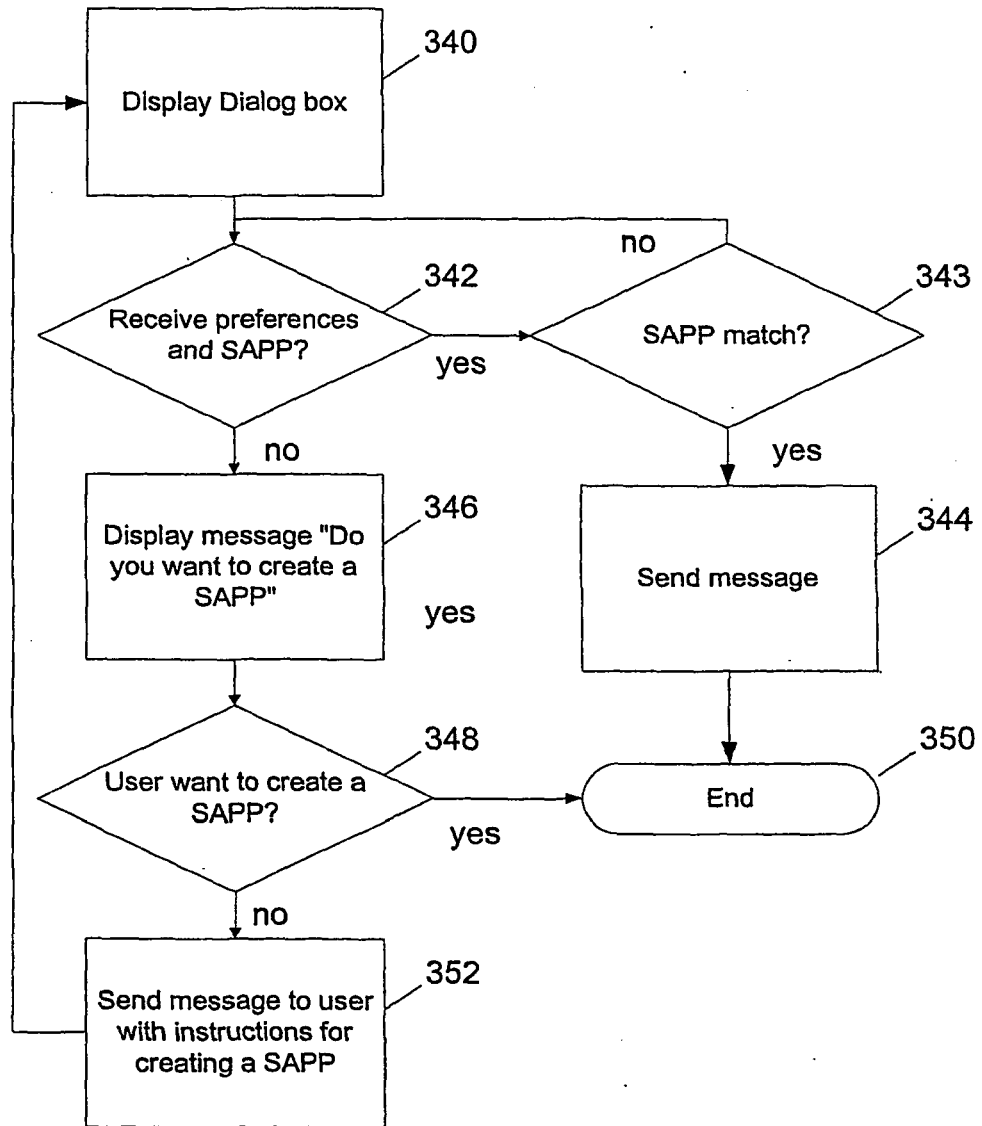 340
Display Dialog box
no
342
343
Receive preferences
and SAPP?
SAPP match?
yes
no
yes
346
Display message "Do
you want to create a
SAPP"
344
Send message
yes
348
User want to create a
SAPP?
350
End
yes
no
352
Send message to user
with instructions for
creating a SAPP